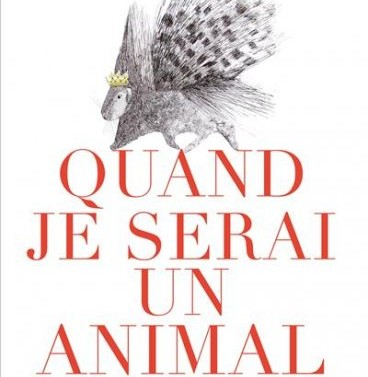 QUAND
JE SERAI
UN
ANIMAL